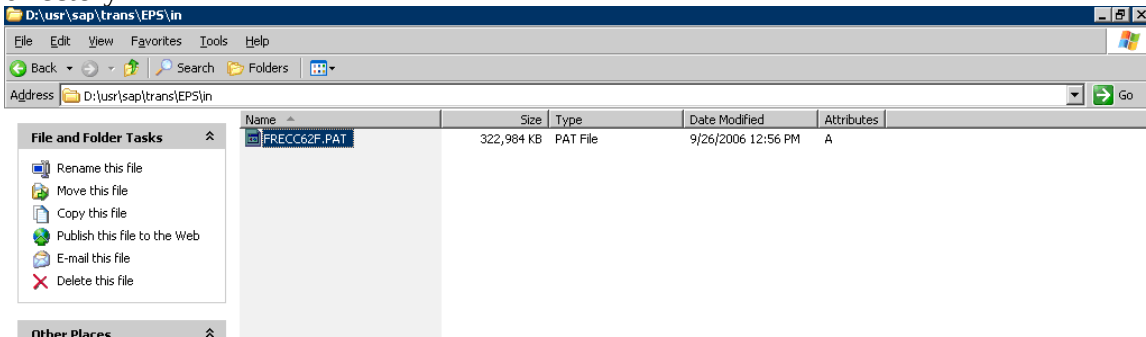 D:\usr\sap\trans\EPS\in
File Edit View Favorites Tools Help
Back Search Folders
Address D:\usr\sap\trans\EPS\in Go
Name Size Type Date Modified Attributes
File and Folder Tasks
FRECC62F.PAT 322,984 KB PAT File 9/26/2006 12:56 PM A
Rename this file
Move this file
Copy this file
Publish this file to the Web
E-mail this file
Delete this file
Other Places